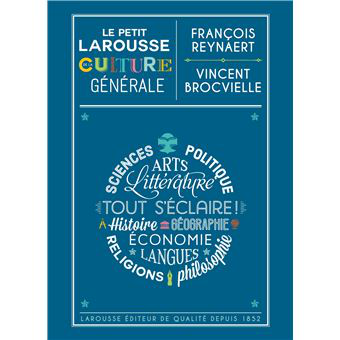 LE PETIT
LAROUSSE
DE LA CULTURE
GÉNÉRALE
FRANÇOIS
REYNAERT
VINCENT
BROCVIELLE
SCIENCES
POLITIQUE
ARTS
Littérature
TOUT S'ÉCLAIRE!
À Histoire GÉOGRAPHIE
ÉCONOMIE
LANGUES
RELIGIONS
philosophie
LAROUSSE ÉDITEUR DE QUALITÉ DEPUIS 1852